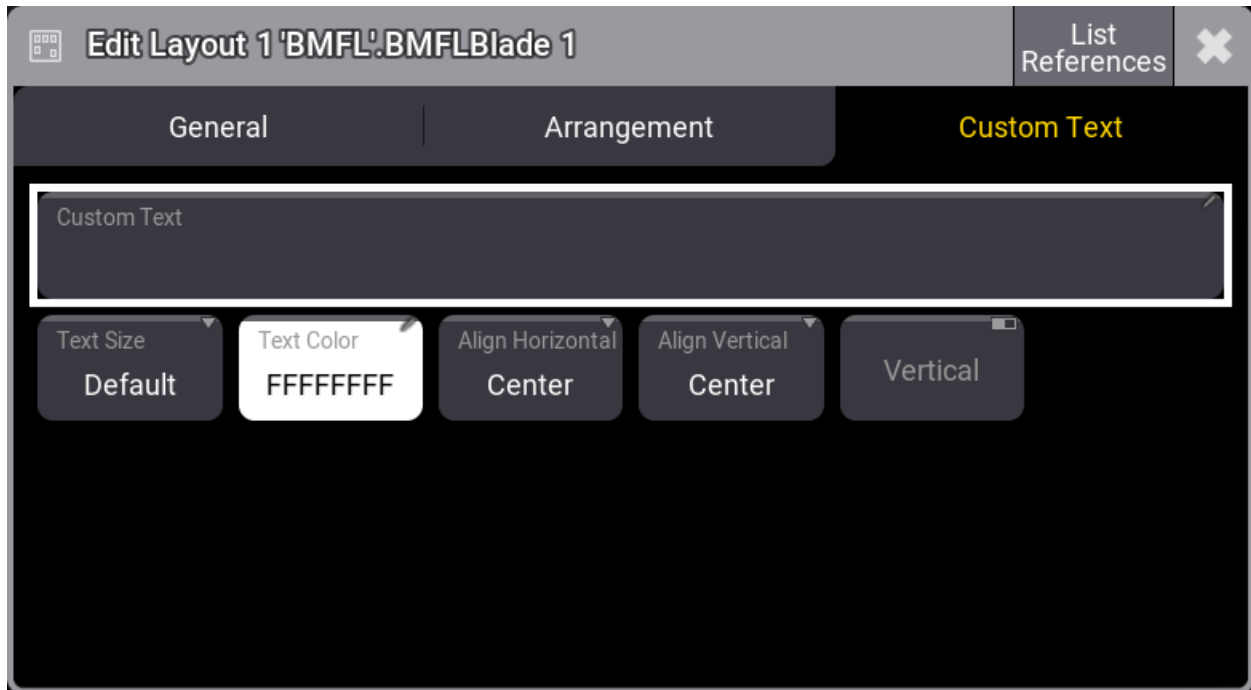 Edit Layout 1 'BMFL'.BMFLBlade 1
List
References
General
Arrangement
Custom Text
Custom Text
Text Size
Default
Text Color
FFFFFFFF
Align Horizontal
Center
Align Vertical
Center
Vertical